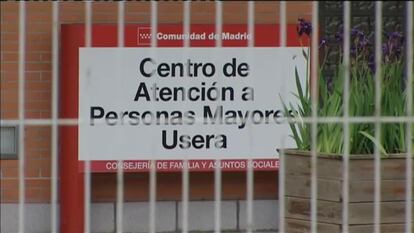 Comunidad de Madrid
Centro de
Atención a
Personas Mayores
Usera
CONSEJERÍA DE FAMILIA Y ASUNTOS SOCIALES